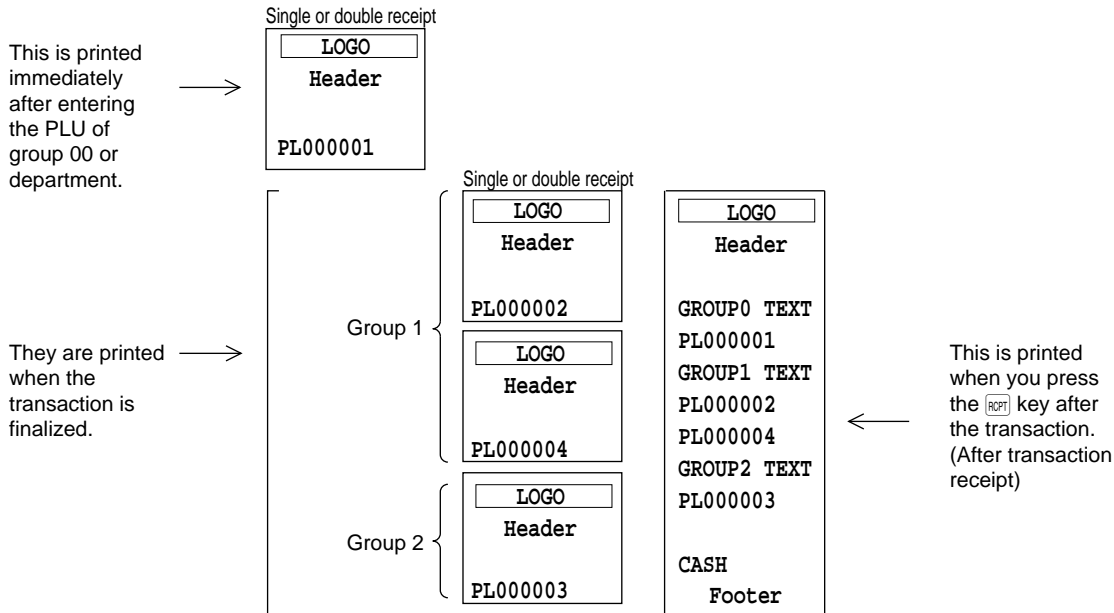 Single or double receipt
LOGO
Header
PL000001
This is printed
immediately
after entering
the PLU of
group 00 or
department.
Single or double receipt
They are printed
when the
transaction is
finalized.
Group 1
LOGO
Header
PL000002
LOGO
Header
PL000004
Group 2
LOGO
Header
PL000003
LOGO
Header
GROUP0 TEXT
PL000001
GROUP1 TEXT
PL000002
PL000004
GROUP2 TEXT
PL000003
CASH
Footer
This is printed
when you press
the RCPT key after
the transaction.
(After transaction
receipt)